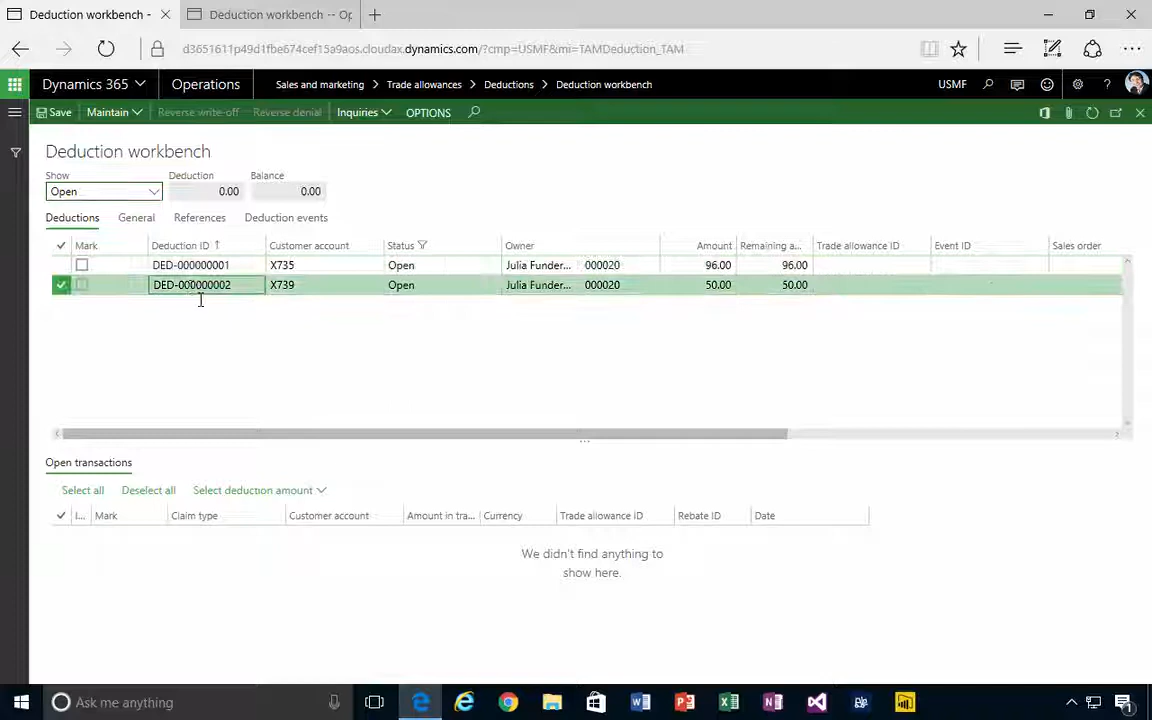 Deduction workbench -
Deduction workbench -- Op
d3651611p49d1fbe674cef15a9aos.cloudax.dynamics.com/?cmp=USMF&mi=TAMDeduction_TAM
Dynamics 365
Operations
Sales and marketing > Trade allowances > Deductions > Deduction workbench
USMF
?
Save
Maintain
Reverse write-off
Reverse denial
Inquiries
OPTIONS
Deduction workbench
Show
Deduction
Balance
Open
0.00
0.00
Deductions
General
References
Deduction events
Mark
Deduction ID
Customer account
Status
Owner
Amount
Remaining a...
Trade allowance ID
Event ID
Sales order
DED-000000001 X735 Open Julia Funder... 000020 96.00 96.00
DED-000000002 X739 Open Julia Funder... 000020 50.00 50.00
Open transactions
Select all
Deselect all
Select deduction amount
I...
Mark
Claim type
Customer account
Amount in tra...
Currency
Trade allowance ID
Rebate ID
Date
We didn't find anything to
show here.
Ask me anything